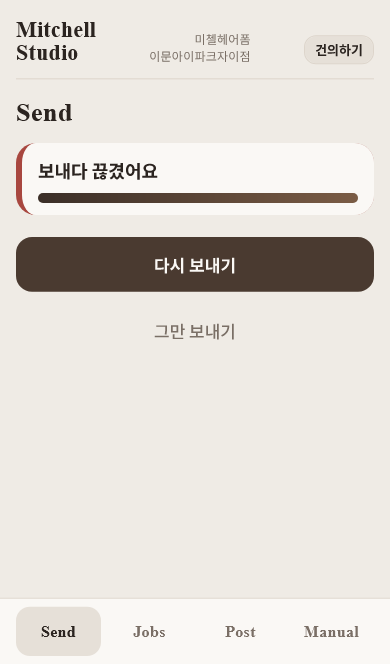 Mitchell
Studio
미젤헤어폼
이문아이파크자이점
건의하기
Send
보내다 끊겼어요
다시 보내기
그만 보내기
Send
Jobs
Post
Manual